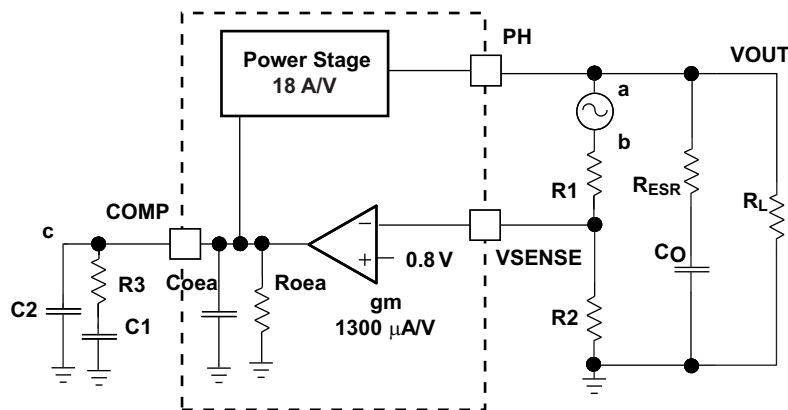 PH
VOUT
Power Stage
18 A/V
a
b
R1
RESR
RL
COMP
c
VSENSE
0.8 V
R3
Coea
Roea
CO
C2
C1
gm
1300 µA/V
R2